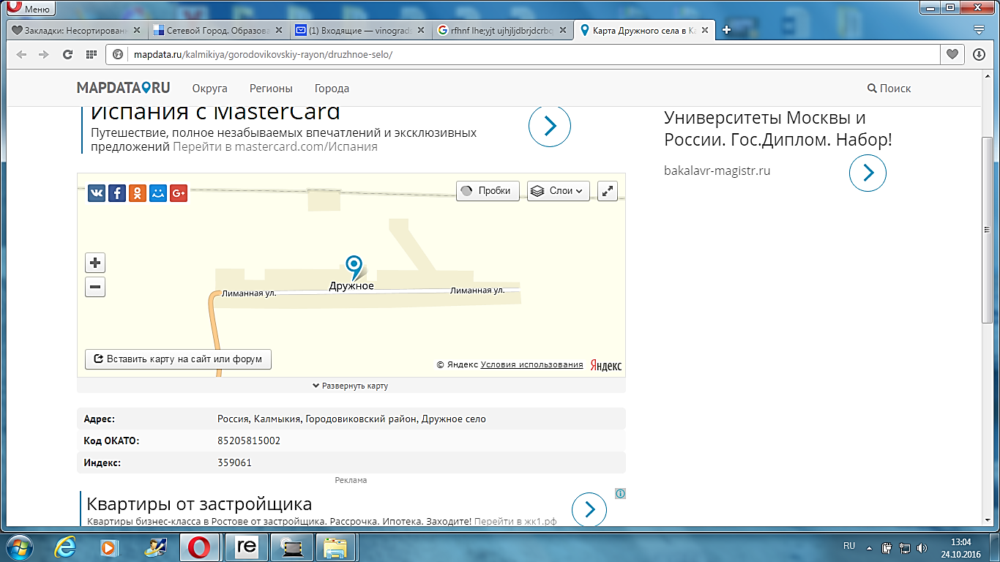 Меню
Закладки: Несортирован
Сетевой Город. Образова
(1) Входящие — vinograds
rfhnf lhe;yjt ujhjljdbrjdcrbq
Карта Дружного села в Ка
mapdata.ru/kalmikiya/gorodovikovskiy-rayon/druzhnoe-selo/
MAPDATA RU
Округа
Регионы
Города
Поиск
Испания с MasterCard
Путешествие, полное незабываемых впечатлений и эксклюзивных
предложений Перейти в mastercard.com/Испания
Университеты Москвы и
России. Гос.Диплом. Набор!
bakalavr-magistr.ru
Пробки
Слои
Дружное
Лиманная ул.
Лиманная ул.
Вставить карту на сайт или форум
© Яндекс Условия использования
Яндекс
Развернуть карту
Адрес: Россия, Калмыкия, Городовиковский район, Дружное село
Код ОКАТО: 85205815002
Индекс: 359061
Реклама
Квартиры от застройщика
Квартиры бизнес-класса в Ростове от застройщика. Рассрочка. Ипотека. Заходите! Перейти в жк1.рф
re
RU
13:04
24.10.2016